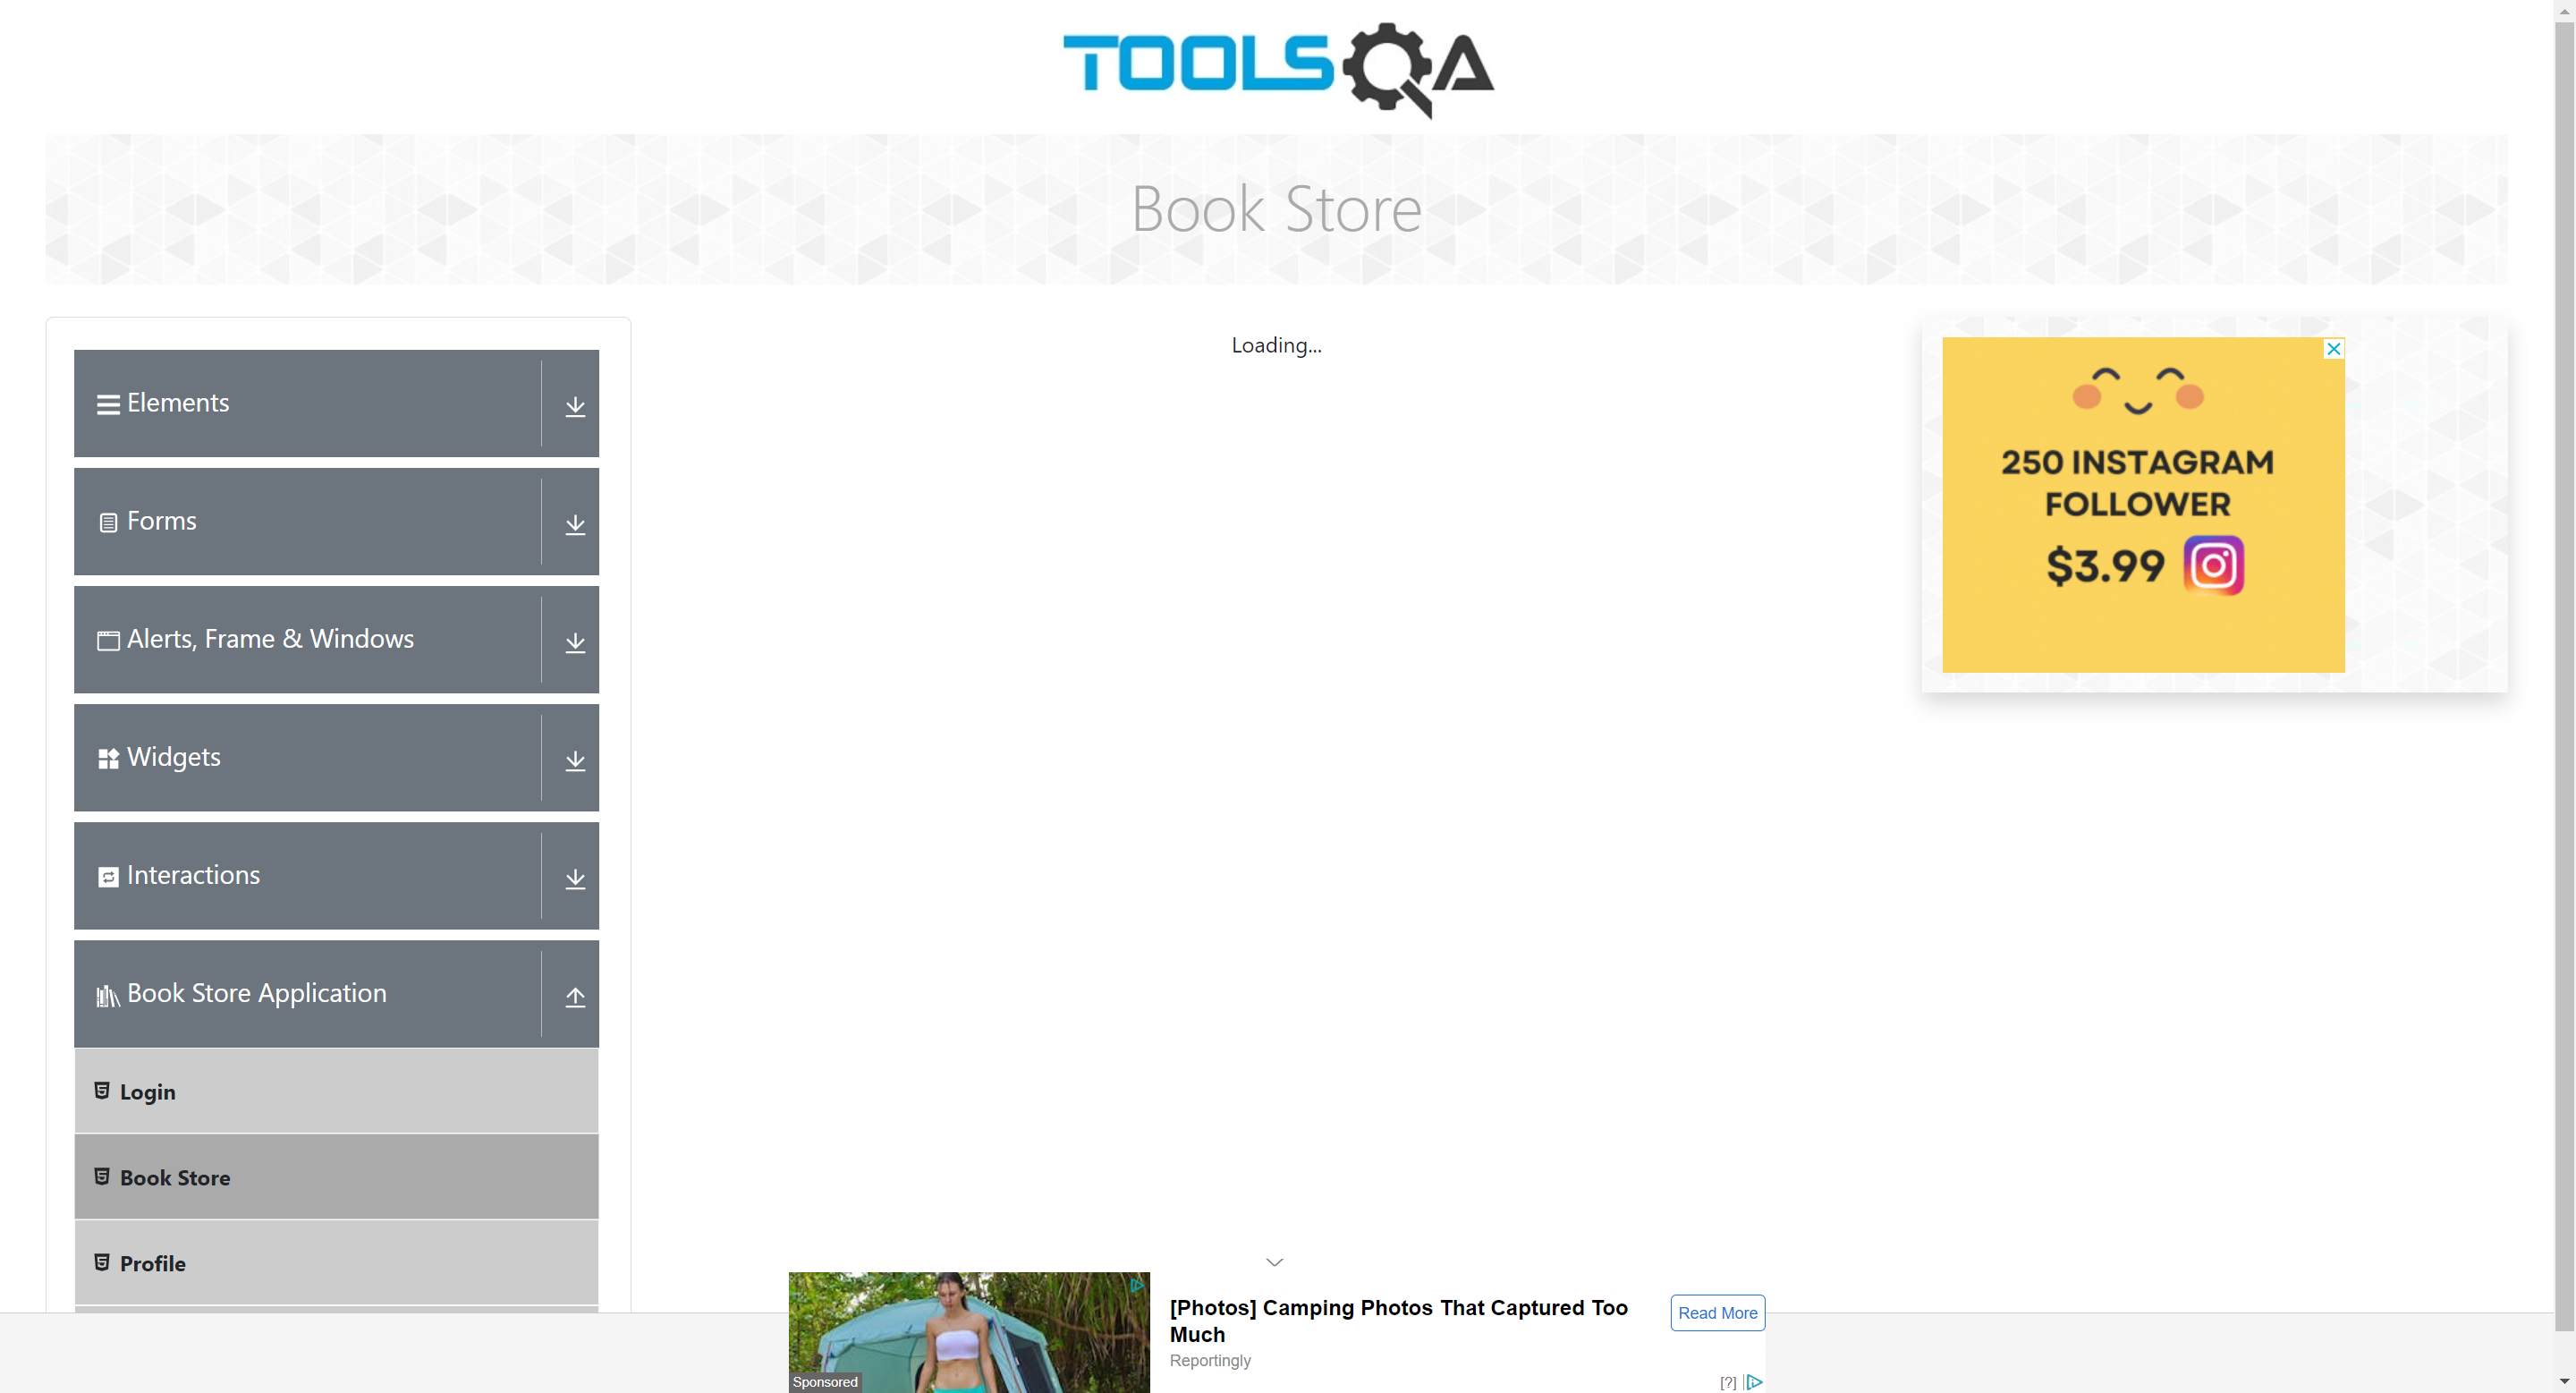 TOOLSQA
Book Store
Elements
Forms
Alerts, Frame & Windows
Widgets
Interactions
Book Store Application
Login
Book Store
Profile
Loading...
250 INSTAGRAM
FOLLOWER
$3.99
[Photos] Camping Photos That Captured Too
Much
Reportingly
Read More
Sponsored
[?]